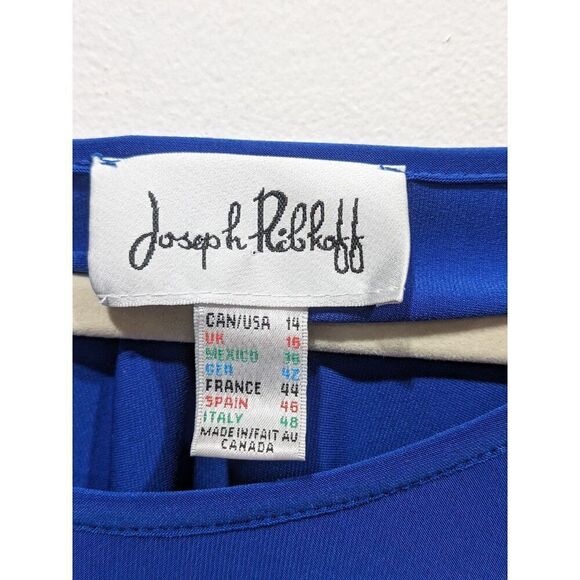 Joseph Ribkoff
CAN/USA 14
UK 16
MEXICO 36
GER 42
FRANCE 44
SPAIN 46
ITALY 48
MADE IN/FAIT AU
CANADA